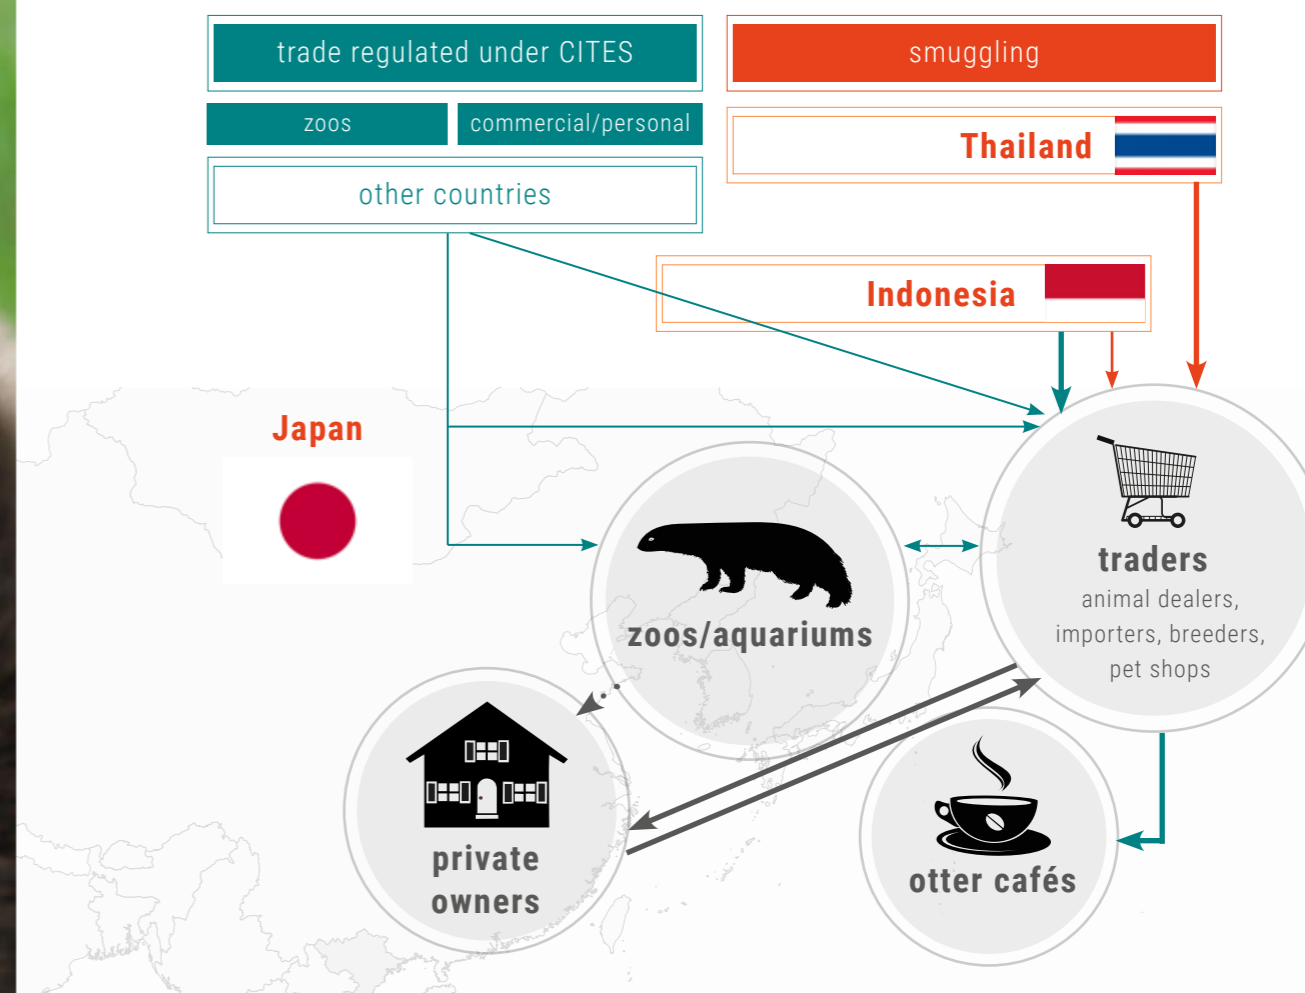 trade regulated under CITES
smuggling
zoos
commercial/personal
Thailand
other countries
Indonesia
Japan
traders
animal dealers,
importers, breeders,
pet shops
zoos/aquariums
private
owners
otter cafés